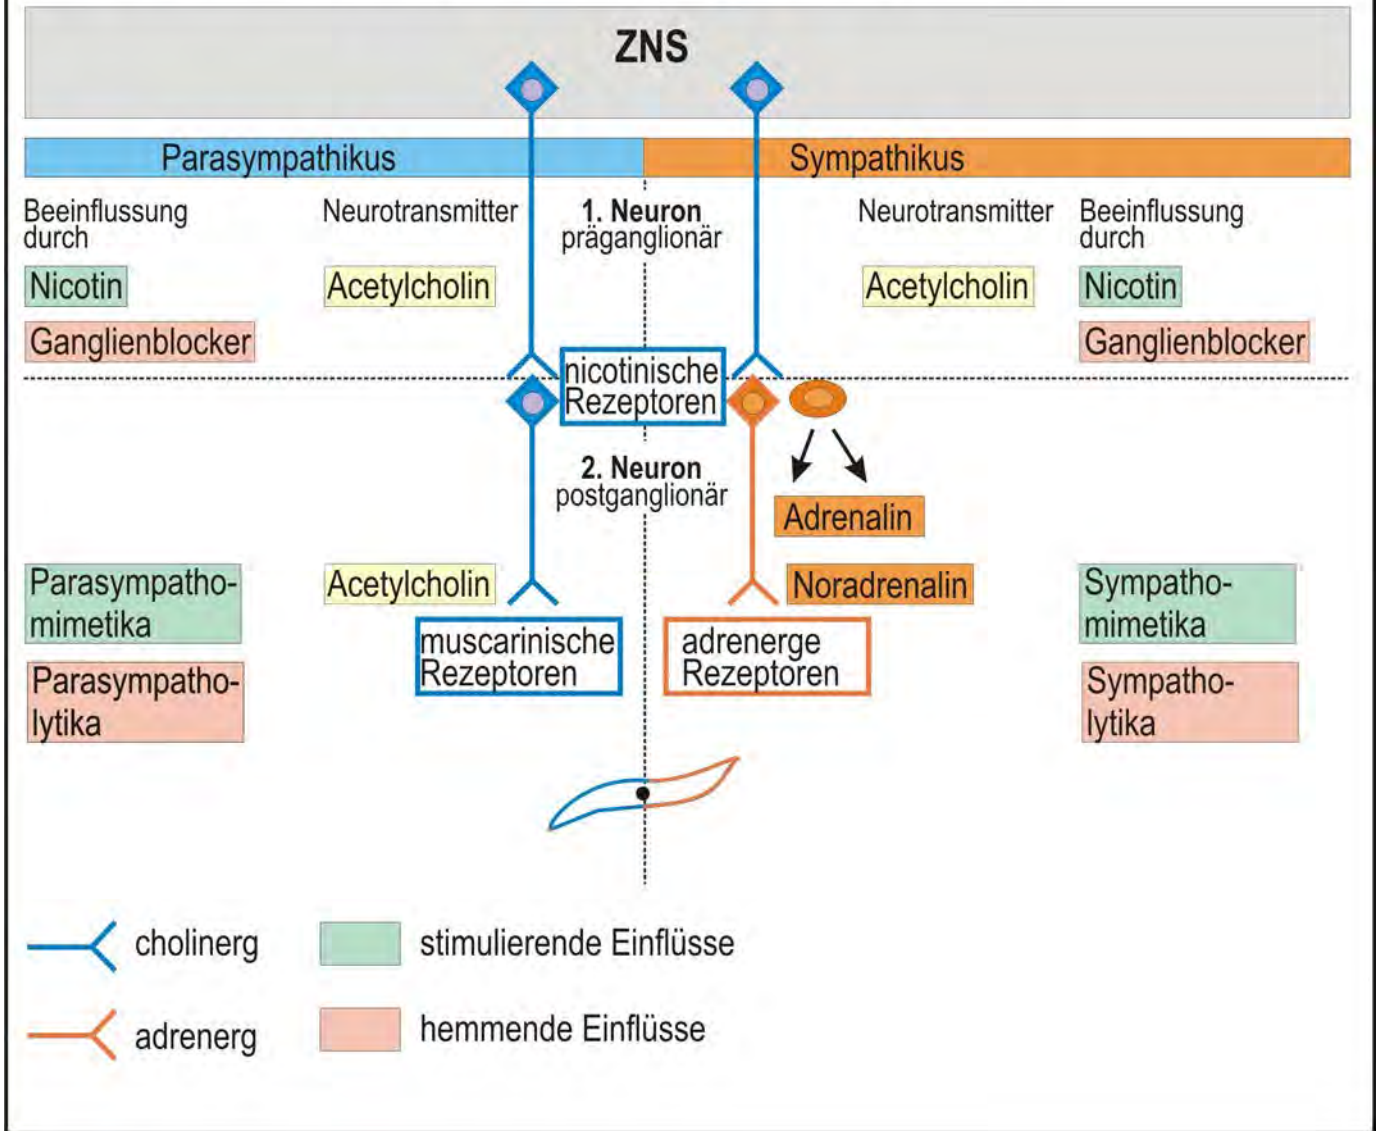 ZNS
Parasympathikus
Sympathikus
Beeinflussung
durch
Neurotransmitter
1. Neuron
präganglionär
Neurotransmitter
Beeinflussung
durch
Nicotin
Acetylcholin
Acetylcholin
Nicotin
Ganglienblocker
Ganglienblocker
nicotinische
Rezeptoren
2. Neuron
postganglionär
Adrenalin
Parasympatho-
mimetika
Acetylcholin
Noradrenalin
Sympatho-
mimetika
muscarinische
Rezeptoren
adrenerge
Rezeptoren
Parasympatho-
lytika
Sympatho-
lytika
cholinerg
stimulierende Einflüsse
adrenerg
hemmende Einflüsse